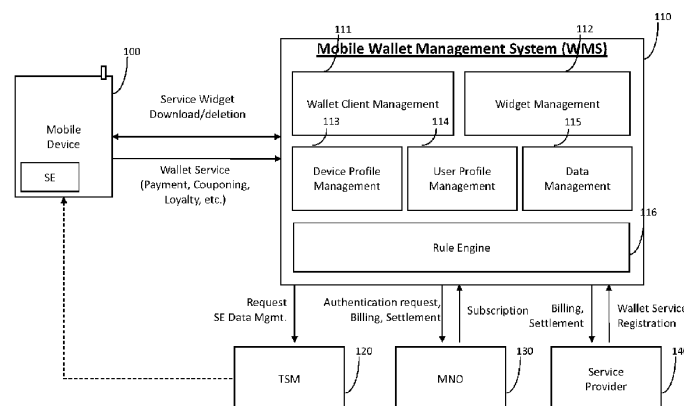 110
111
112
Mobile Wallet Management System (WMS)
100
Wallet Client Management
Widget Management
Service Widget
Download/deletion
Mobile
Device
113
114
115
SE
Wallet Service
(Payment, Couponing,
Loyalty, etc.)
Device Profile
Management
User Profile
Management
Data
Management
116
Rule Engine
Request
SE Data Mgmt.
Authentication request,
Billing, Settlement
Subscription
Billing,
Settlement
Wallet Service
Registration
120
130
140
TSM
MNO
Service
Provider